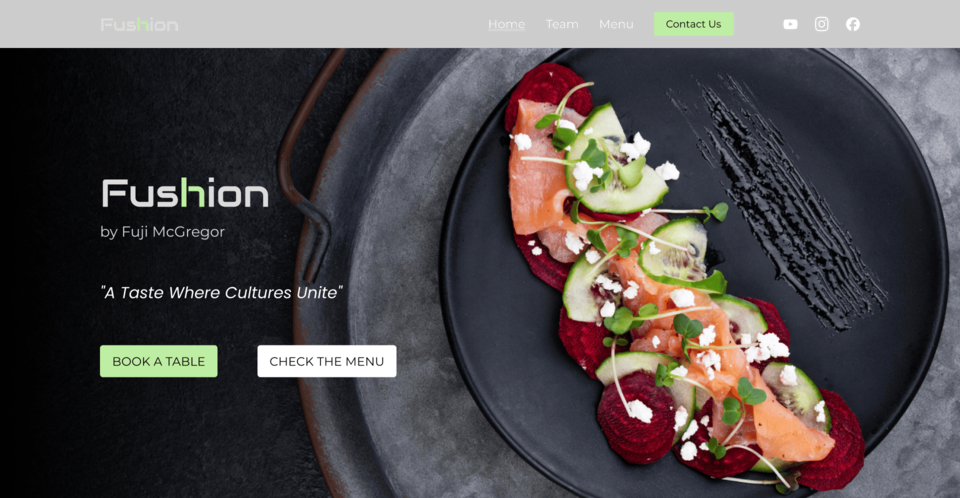 Fushion
Home Team Menu Contact Us
Fushion
by Fuji McGregor
"A Taste Where Cultures Unite"
BOOK A TABLE CHECK THE MENU